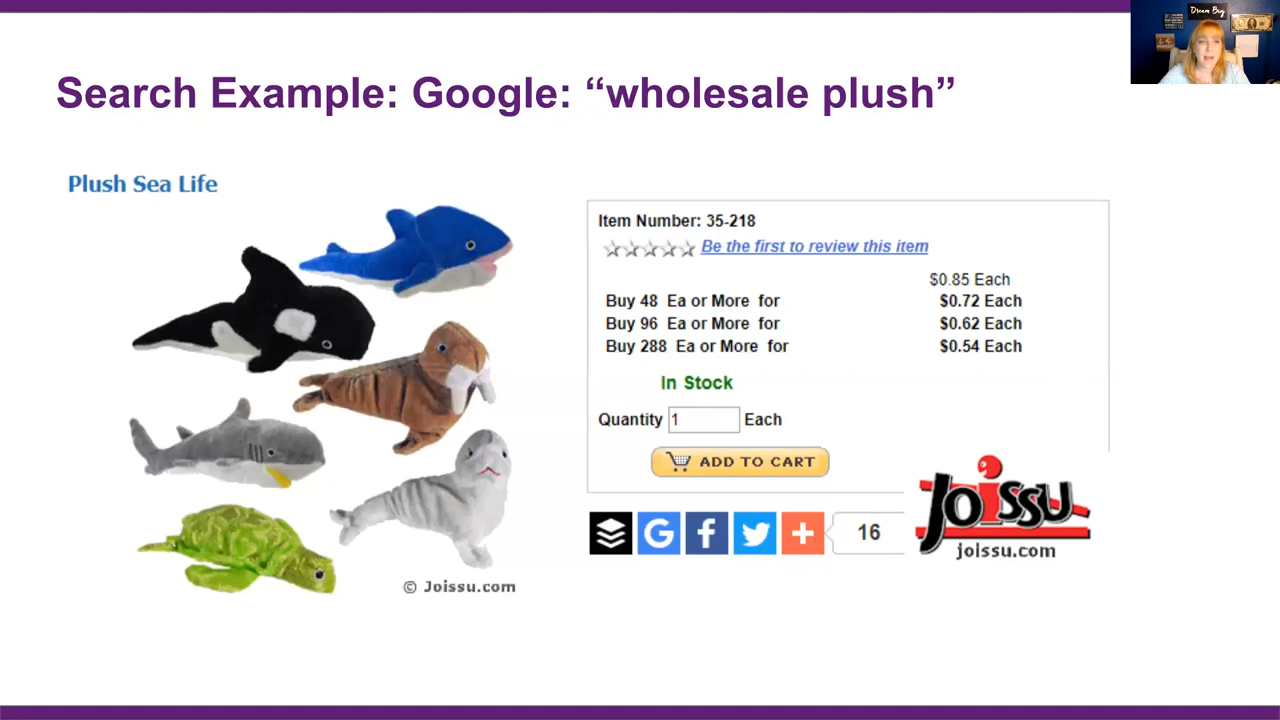 Dream Big
Search Example: Google: “wholesale plush”
Plush Sea Life
Item Number: 35-218
Be the first to review this item
$0.85 Each
Buy 48 Ea or More for $0.72 Each
Buy 96 Ea or More for $0.62 Each
Buy 288 Ea or More for $0.54 Each
In Stock
Quantity 1 Each
ADD TO CART
16
JOISSU
joissu.com
© Joissu.com